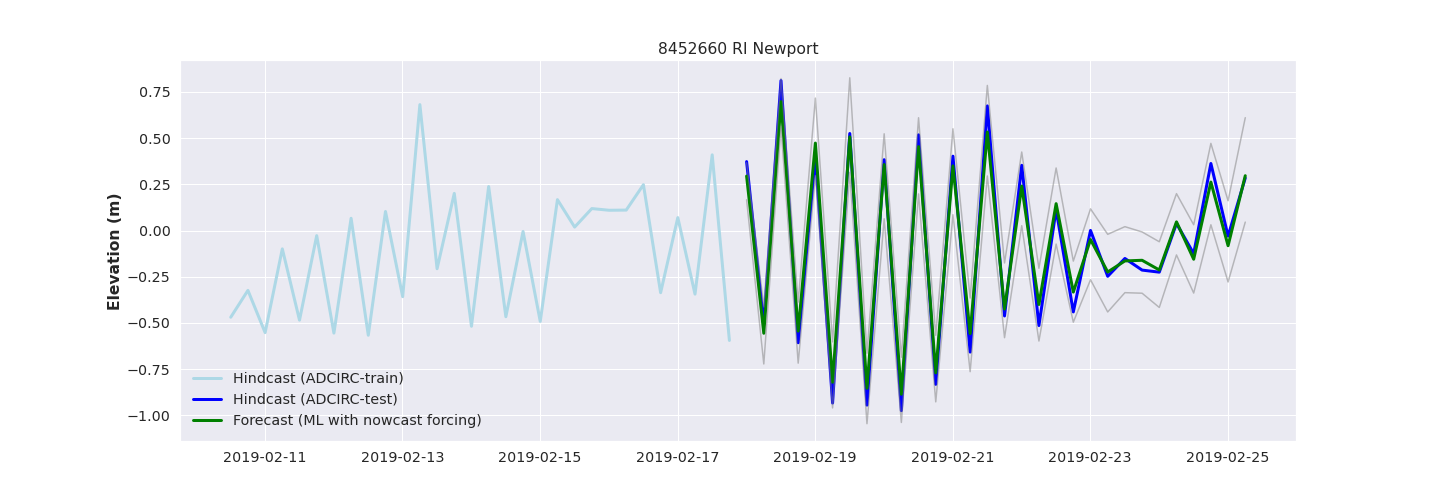 8452660 RI Newport
Elevation (m)
0.75
0.50
0.25
0.00
−0.25
−0.50
−0.75
−1.00
Hindcast (ADCIRC-train)
Hindcast (ADCIRC-test)
Forecast (ML with nowcast forcing)
2019-02-11 2019-02-13 2019-02-15 2019-02-17 2019-02-19 2019-02-21 2019-02-23 2019-02-25